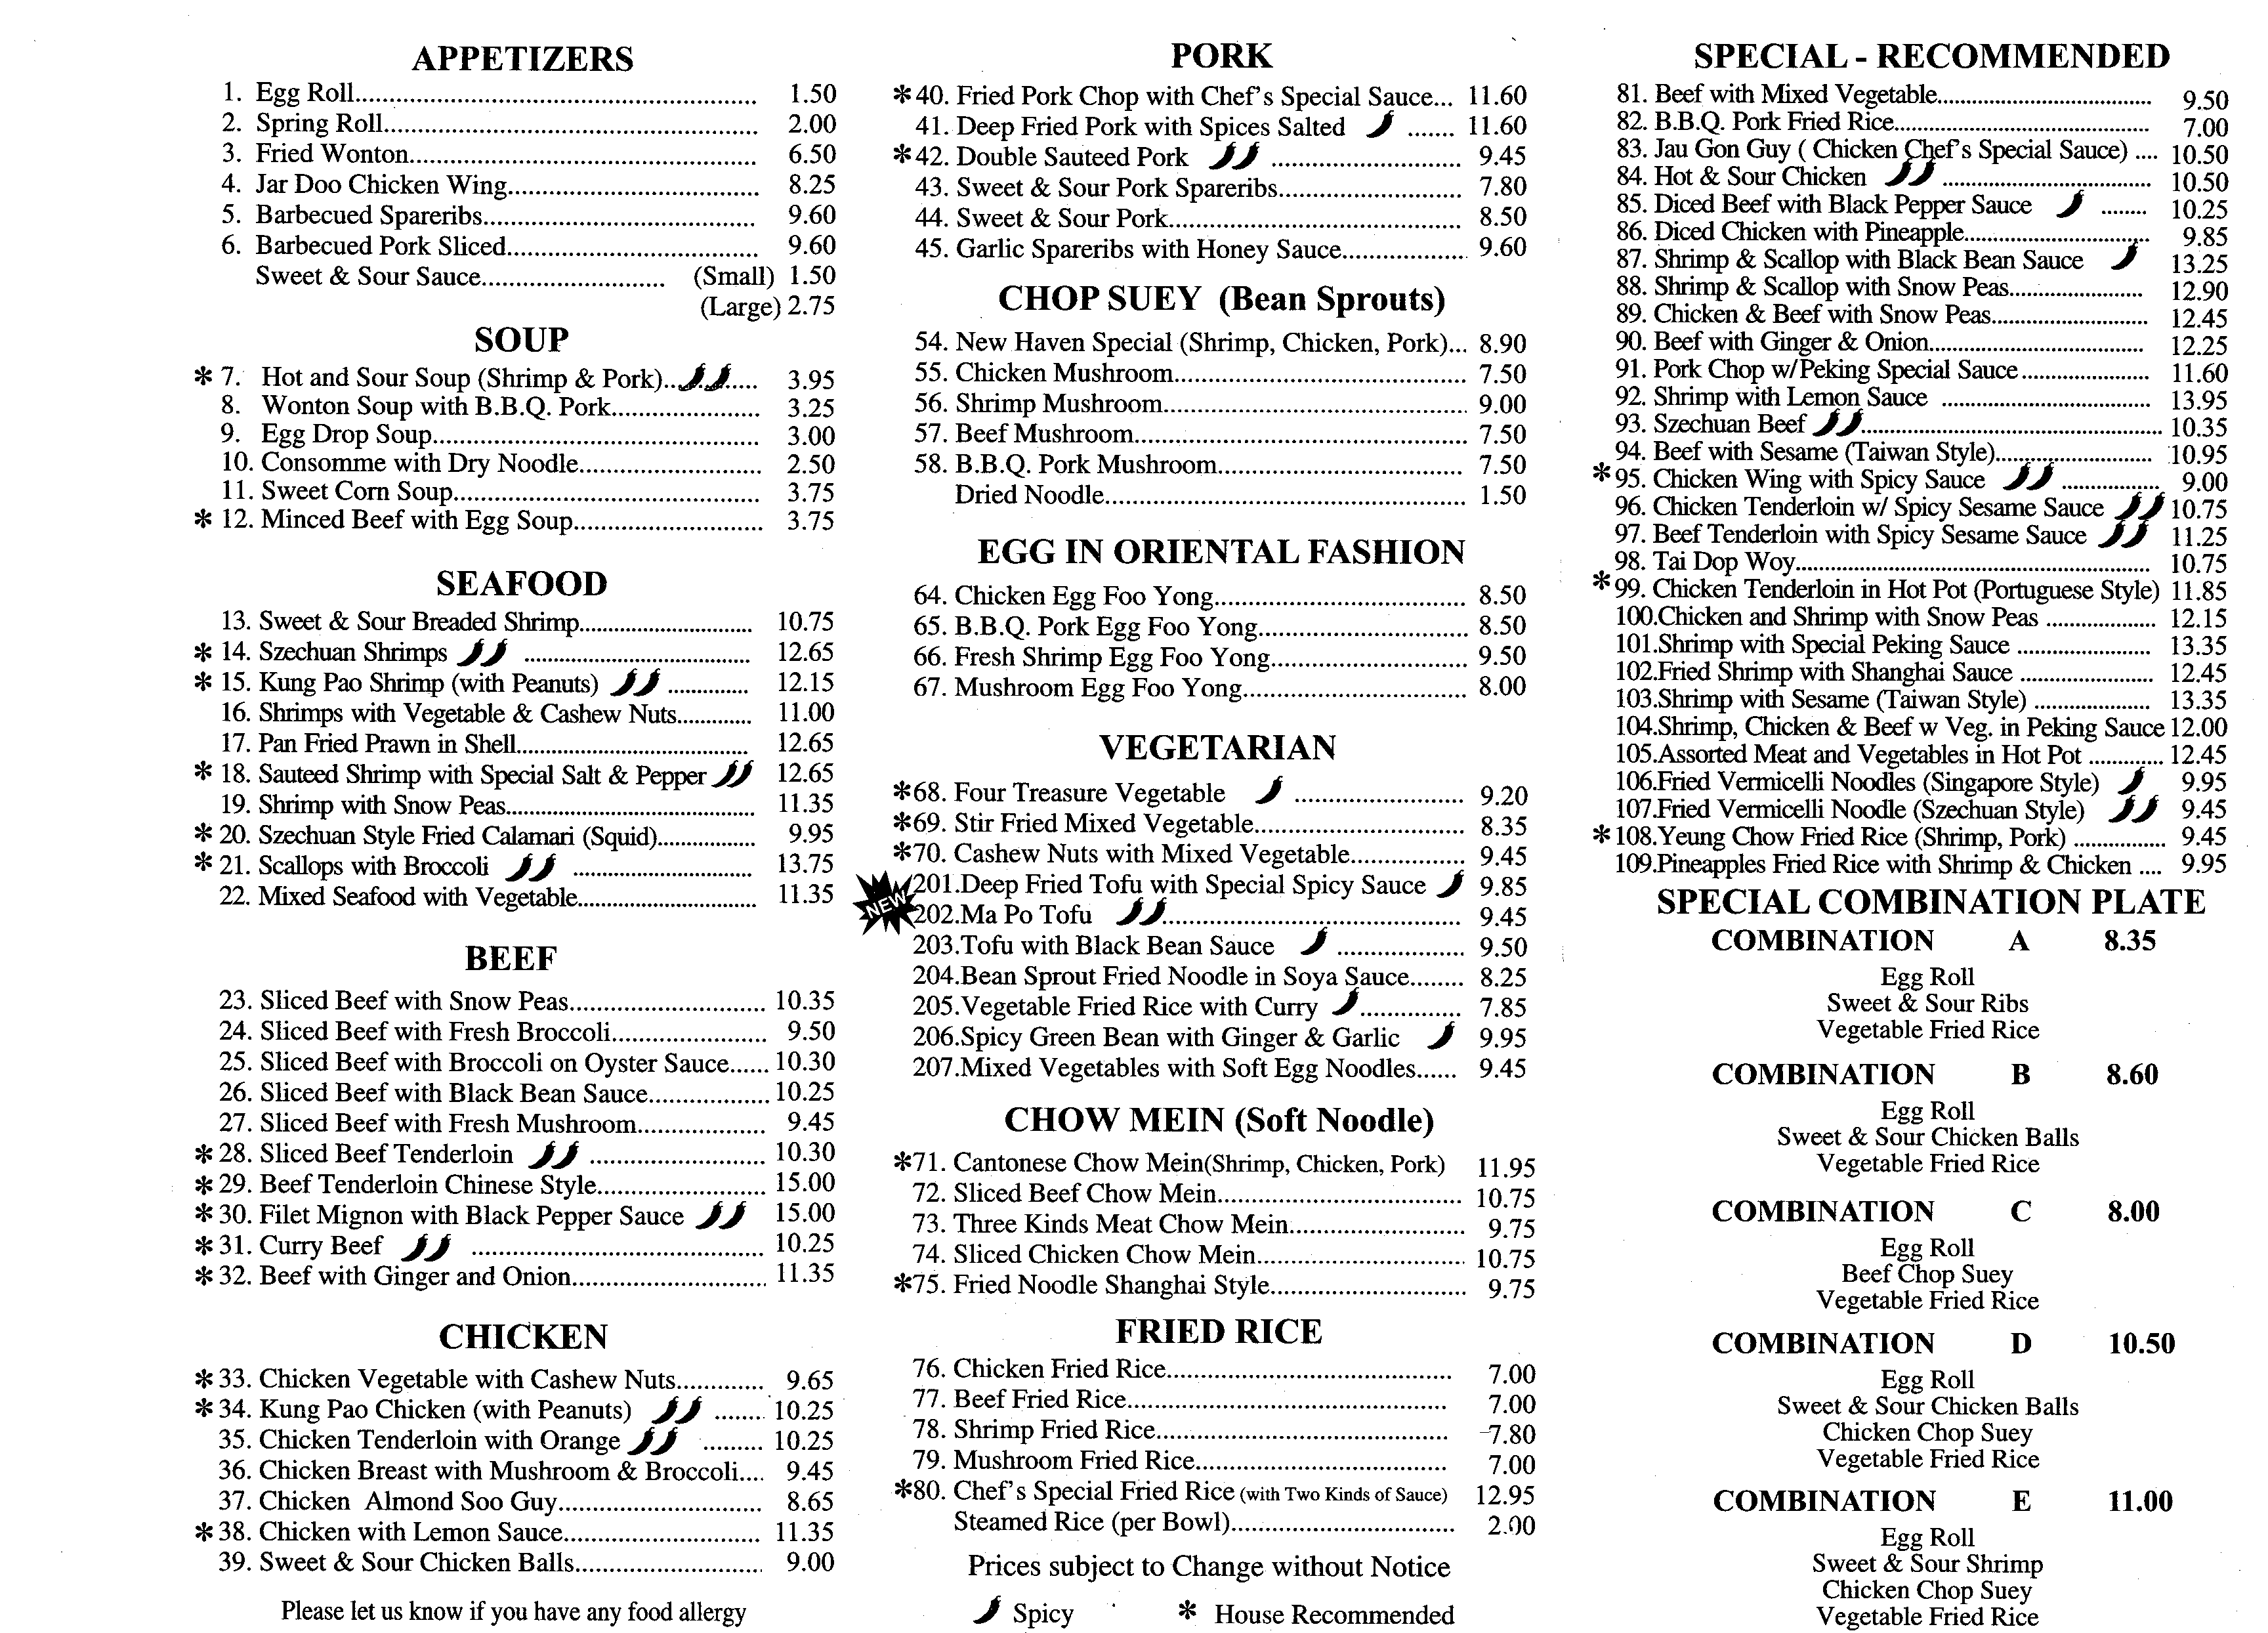 APPETIZERS
1. Egg Roll.......... 1.50
2. Spring Roll.......... 2.00
3. Fried Wonton.......... 6.50
4. Jar Doo Chicken Wing.......... 8.25
5. Barbecued Spareribs.......... 9.60
6. Barbecued Pork Sliced.......... 9.60
Sweet & Sour Sauce.......... (Small) 1.50
(Large) 2.75
SOUP
* 7. Hot and Sour Soup (Shrimp & Pork).......... 3.95
8. Wonton Soup with B.B.Q. Pork.......... 3.25
9. Egg Drop Soup.......... 3.00
10. Consomme with Dry Noodle.......... 2.50
11. Sweet Corn Soup.......... 3.75
* 12. Minced Beef with Egg Soup.......... 3.75
SEAFOOD
13. Sweet & Sour Breaded Shrimp.......... 10.75
* 14. Szechuan Shrimps .......... 12.65
* 15. Kung Pao Shrimp (with Peanuts) .......... 12.15
16. Shrimps with Vegetable & Cashew Nuts.......... 11.00
17. Pan Fried Prawn in Shell.......... 12.65
* 18. Sauteed Shrimp with Special Salt & Pepper 12.65
19. Shrimp with Snow Peas.......... 11.35
* 20. Szechuan Style Fried Calamari (Squid).......... 9.95
* 21. Scallops with Broccoli .......... 13.75
22. Mixed Seafood with Vegetable.......... 11.35
BEEF
23. Sliced Beef with Snow Peas.......... 10.35
24. Sliced Beef with Fresh Broccoli.......... 9.50
25. Sliced Beef with Broccoli on Oyster Sauce...... 10.30
26. Sliced Beef with Black Bean Sauce.......... 10.25
27. Sliced Beef with Fresh Mushroom.......... 9.45
* 28. Sliced Beef Tenderloin .......... 10.30
* 29. Beef Tenderloin Chinese Style.......... 15.00
* 30. Filet Mignon with Black Pepper Sauce 15.00
* 31. Curry Beef .......... 10.25
* 32. Beef with Ginger and Onion.......... 11.35
CHICKEN
* 33. Chicken Vegetable with Cashew Nuts.......... 9.65
* 34. Kung Pao Chicken (with Peanuts) ........ 10.25
35. Chicken Tenderloin with Orange ......... 10.25
36. Chicken Breast with Mushroom & Broccoli.... 9.45
37. Chicken Almond Soo Guy.......... 8.65
* 38. Chicken with Lemon Sauce.......... 11.35
39. Sweet & Sour Chicken Balls.......... 9.00
Please let us know if you have any food allergy
PORK
*40. Fried Pork Chop with Chef's Special Sauce... 11.60
41. Deep Fried Pork with Spices Salted ...... 11.60
*42. Double Sauteed Pork .......... 9.45
43. Sweet & Sour Pork Spareribs.......... 7.80
44. Sweet & Sour Pork.......... 8.50
45. Garlic Spareribs with Honey Sauce.......... 9.60
CHOP SUEY (Bean Sprouts)
54. New Haven Special (Shrimp, Chicken, Pork)... 8.90
55. Chicken Mushroom.......... 7.50
56. Shrimp Mushroom.......... 9.00
57. Beef Mushroom.......... 7.50
58. B.B.Q. Pork Mushroom.......... 7.50
Dried Noodle.......... 1.50
EGG IN ORIENTAL FASHION
64. Chicken Egg Foo Yong.......... 8.50
65. B.B.Q. Pork Egg Foo Yong.......... 8.50
66. Fresh Shrimp Egg Foo Yong.......... 9.50
67. Mushroom Egg Foo Yong.......... 8.00
VEGETARIAN
*68. Four Treasure Vegetable .......... 9.20
*69. Stir Fried Mixed Vegetable.......... 8.35
*70. Cashew Nuts with Mixed Vegetable.......... 9.45
NEW
201.Deep Fried Tofu with Special Spicy Sauce 9.85
202.Ma Po Tofu .......... 9.45
203.Tofu with Black Bean Sauce .......... 9.50
204.Bean Sprout Fried Noodle in Soya Sauce........ 8.25
205.Vegetable Fried Rice with Curry .......... 7.85
206.Spicy Green Bean with Ginger & Garlic 9.95
207.Mixed Vegetables with Soft Egg Noodles...... 9.45
CHOW MEIN (Soft Noodle)
*71. Cantonese Chow Mein(Shrimp, Chicken, Pork) 11.95
72. Sliced Beef Chow Mein.......... 10.75
73. Three Kinds Meat Chow Mein.......... 9.75
74. Sliced Chicken Chow Mein.......... 10.75
*75. Fried Noodle Shanghai Style.......... 9.75
FRIED RICE
76. Chicken Fried Rice.......... 7.00
77. Beef Fried Rice.......... 7.00
78. Shrimp Fried Rice.......... 7.80
79. Mushroom Fried Rice.......... 7.00
*80. Chef's Special Fried Rice (with Two Kinds of Sauce) 12.95
Steamed Rice (per Bowl).......... 2.00
Prices subject to Change without Notice
Spicy * House Recommended
SPECIAL - RECOMMENDED
81. Beef with Mixed Vegetable.......... 9.50
82. B.B.Q. Pork Fried Rice.......... 7.00
83. Jau Gon Guy ( Chicken Chef's Special Sauce) .... 10.50
84. Hot & Sour Chicken .......... 10.50
85. Diced Beef with Black Pepper Sauce ........ 10.25
86. Diced Chicken with Pineapple.......... 9.85
87. Shrimp & Scallop with Black Bean Sauce 13.25
88. Shrimp & Scallop with Snow Peas.......... 12.90
89. Chicken & Beef with Snow Peas.......... 12.45
90. Beef with Ginger & Onion.......... 12.25
91. Pork Chop w/Peking Special Sauce.......... 11.60
92. Shrimp with Lemon Sauce .......... 13.95
93. Szechuan Beef .......... 10.35
94. Beef with Sesame (Taiwan Style).......... 10.95
*95. Chicken Wing with Spicy Sauce .......... 9.00
96. Chicken Tenderloin w/ Spicy Sesame Sauce 10.75
97. Beef Tenderloin with Spicy Sesame Sauce 11.25
98. Tai Dop Woy.......... 10.75
*99. Chicken Tenderloin in Hot Pot (Portuguese Style) 11.85
100.Chicken and Shrimp with Snow Peas .......... 12.15
101.Shrimp with Special Peking Sauce .......... 13.35
102.Fried Shrimp with Shanghai Sauce .......... 12.45
103.Shrimp with Sesame (Taiwan Style) .......... 13.35
104.Shrimp, Chicken & Beef w Veg. in Peking Sauce 12.00
105.Assorted Meat and Vegetables in Hot Pot .......... 12.45
106.Fried Vermicelli Noodles (Singapore Style) 9.95
107.Fried Vermicelli Noodle (Szechuan Style) 9.45
*108.Yeung Chow Fried Rice (Shrimp, Pork) .......... 9.45
109.Pineapples Fried Rice with Shrimp & Chicken .... 9.95
SPECIAL COMBINATION PLATE
COMBINATION A 8.35
Egg Roll
Sweet & Sour Ribs
Vegetable Fried Rice
COMBINATION B 8.60
Egg Roll
Sweet & Sour Chicken Balls
Vegetable Fried Rice
COMBINATION C 8.00
Egg Roll
Beef Chop Suey
Vegetable Fried Rice
COMBINATION D 10.50
Egg Roll
Sweet & Sour Chicken Balls
Chicken Chop Suey
Vegetable Fried Rice
COMBINATION E 11.00
Egg Roll
Sweet & Sour Shrimp
Chicken Chop Suey
Vegetable Fried Rice